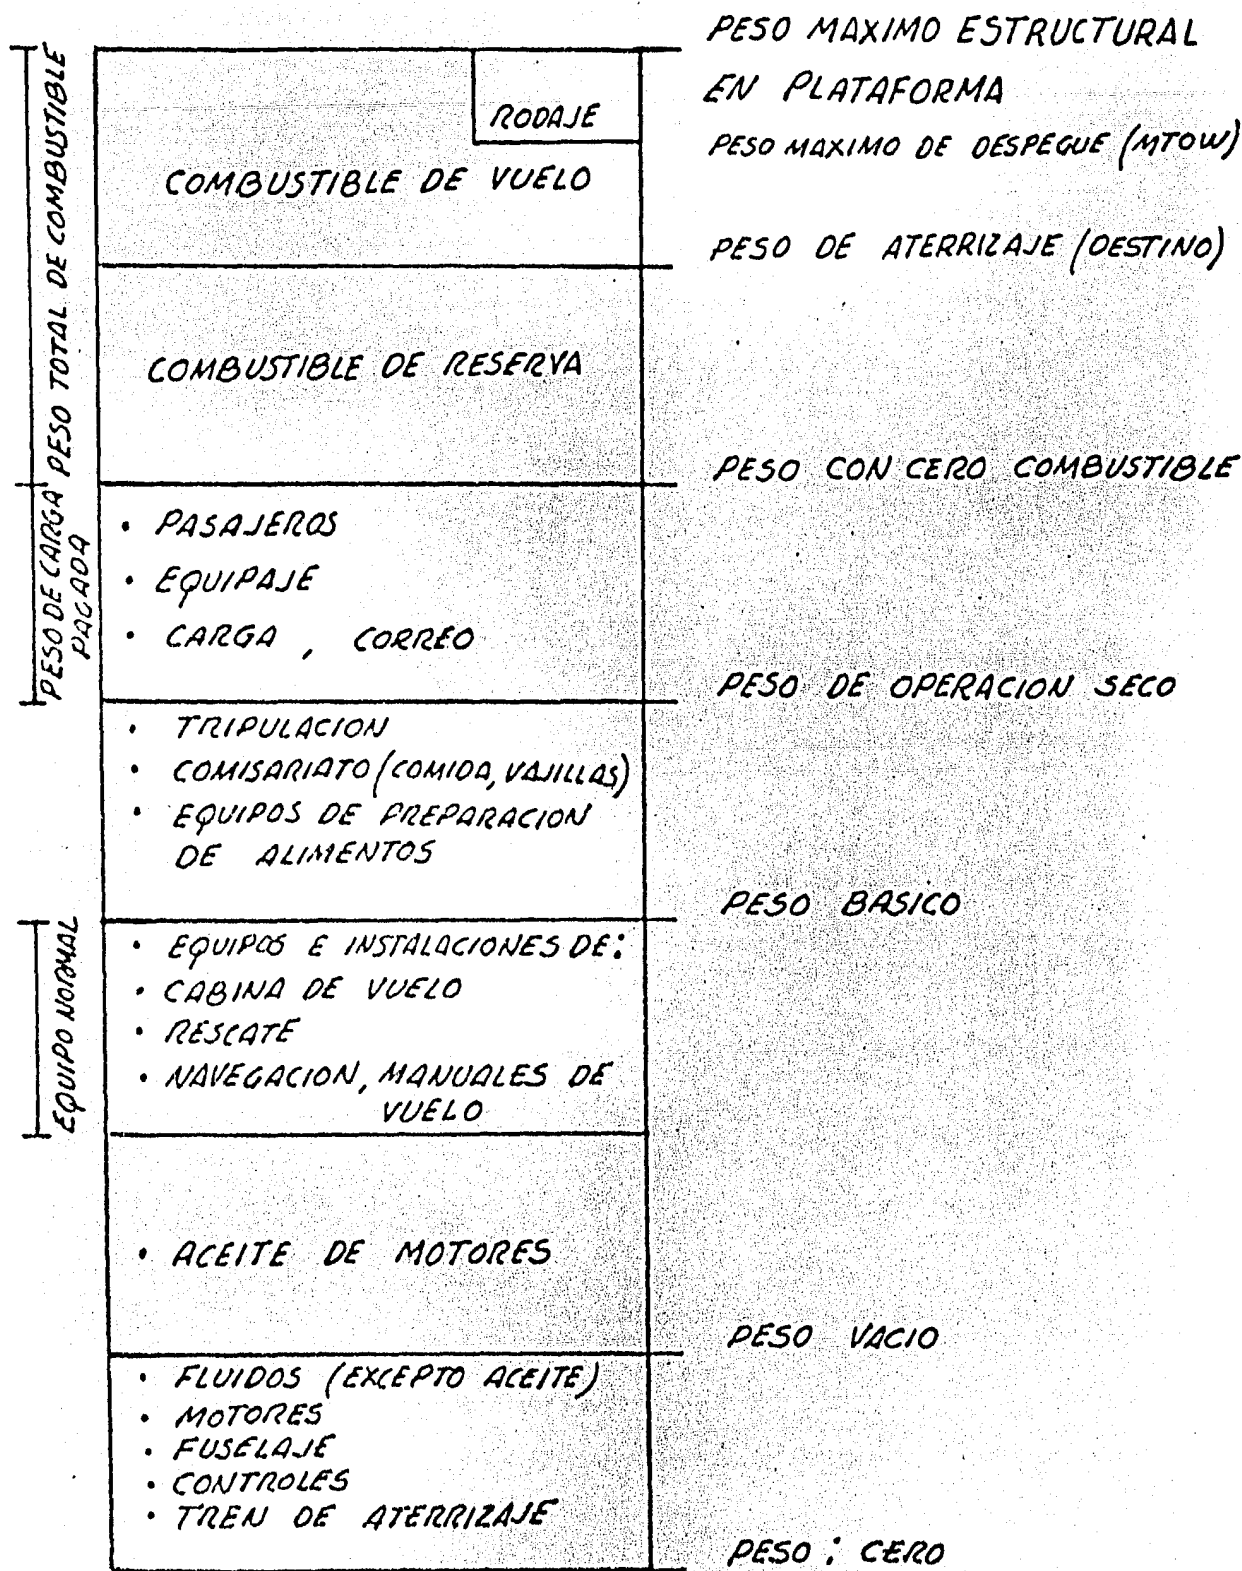 PESO MAXIMO ESTRUCTURAL
EN PLATAFORMA
RODAJE
PESO MAXIMO DE DESPEGUE (MTOW)
COMBUSTIBLE DE VUELO
PESO DE ATERRIZAJE (DESTINO)
PESO TOTAL DE COMBUSTIBLE
COMBUSTIBLE DE RESERVA
PESO CON CERO COMBUSTIBLE
PESO DE CARGA
PAGADA
• PASAJEROS
• EQUIPAJE
• CARGA , CORREO
PESO DE OPERACION SECO
• TRIPULACION
• COMISARIATO (COMIDA, VAJILLAS)
• EQUIPOS DE PREPARACION
DE ALIMENTOS
PESO BASICO
EQUIPO NORMAL
• EQUIPOS E INSTALACIONES DE:
• CABINA DE VUELO
• RESCATE
• NAVEGACION, MANUALES DE
VUELO
• ACEITE DE MOTORES
PESO VACIO
• FLUIDOS (EXCEPTO ACEITE)
• MOTORES
• FUSELAJE
• CONTROLES
• TREN DE ATERRIZAJE
PESO : CERO